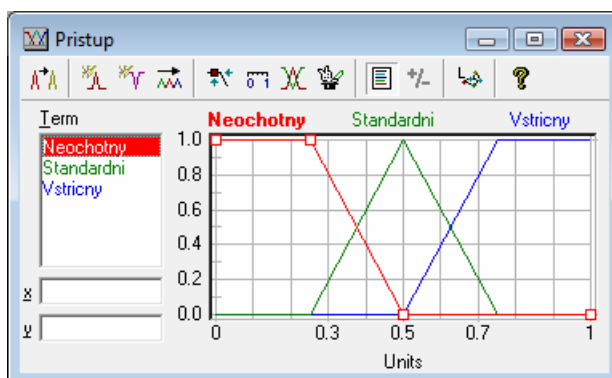 Pristup
Term
Neochotny Standardni Vstricny
Neochotny
Standardni
Vstricny
1.0
0.8
0.6
0.4
0.2
0.0
x
y
0 0.3 0.5 0.7 1
Units